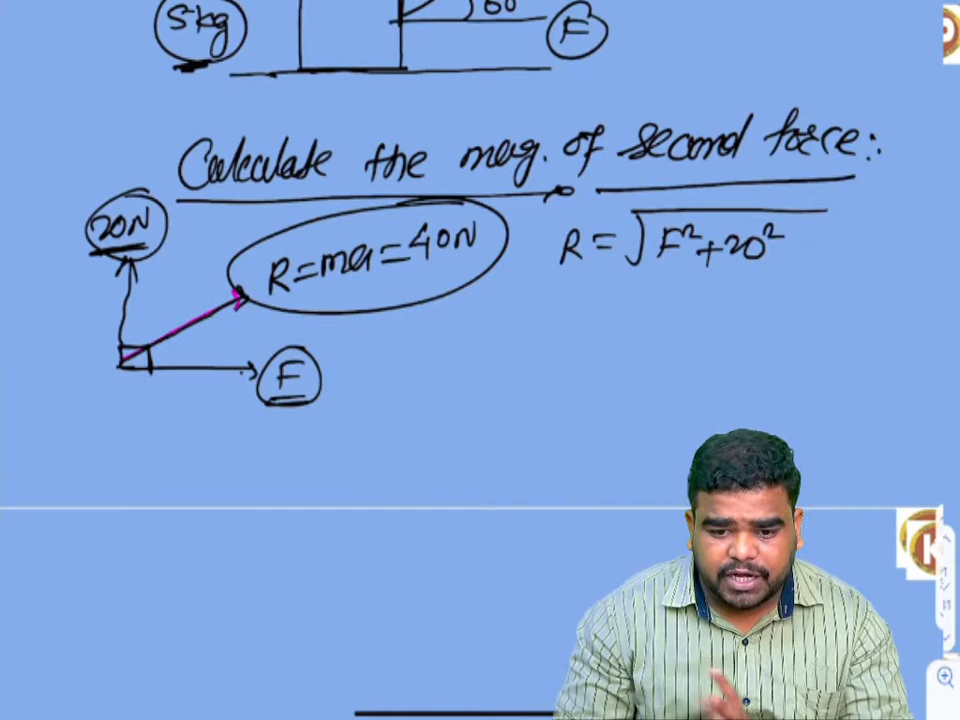 5kg
60
F
Calculate the mag. of second force:
20N
R=ma=40N
R=√F²+20²
F
K